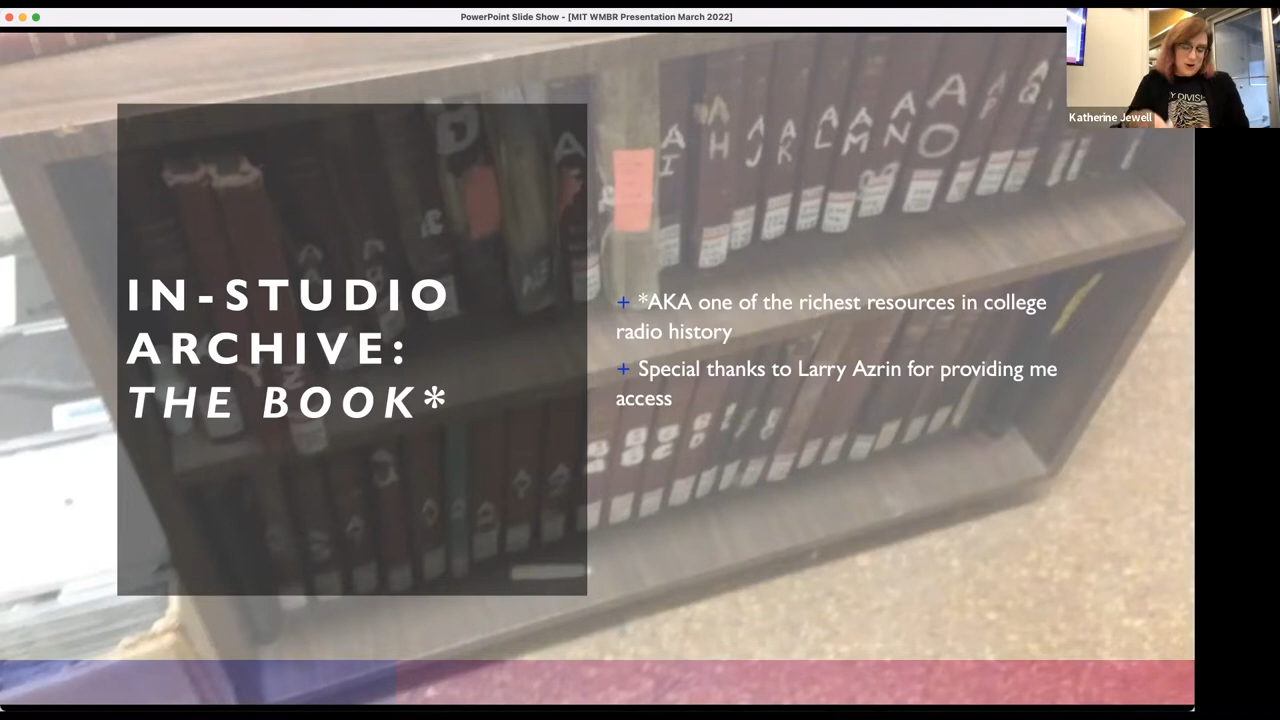 PowerPoint Slide Show - [MIT WMBR Presentation March 2022]
Katherine Jewell
IN-STUDIO
ARCHIVE:
THE BOOK*
+ *AKA one of the richest resources in college
radio history
+ Special thanks to Larry Azrin for providing me
access
A I
A H
A J
A K
A L
A M
A N
A O
A P
A Q